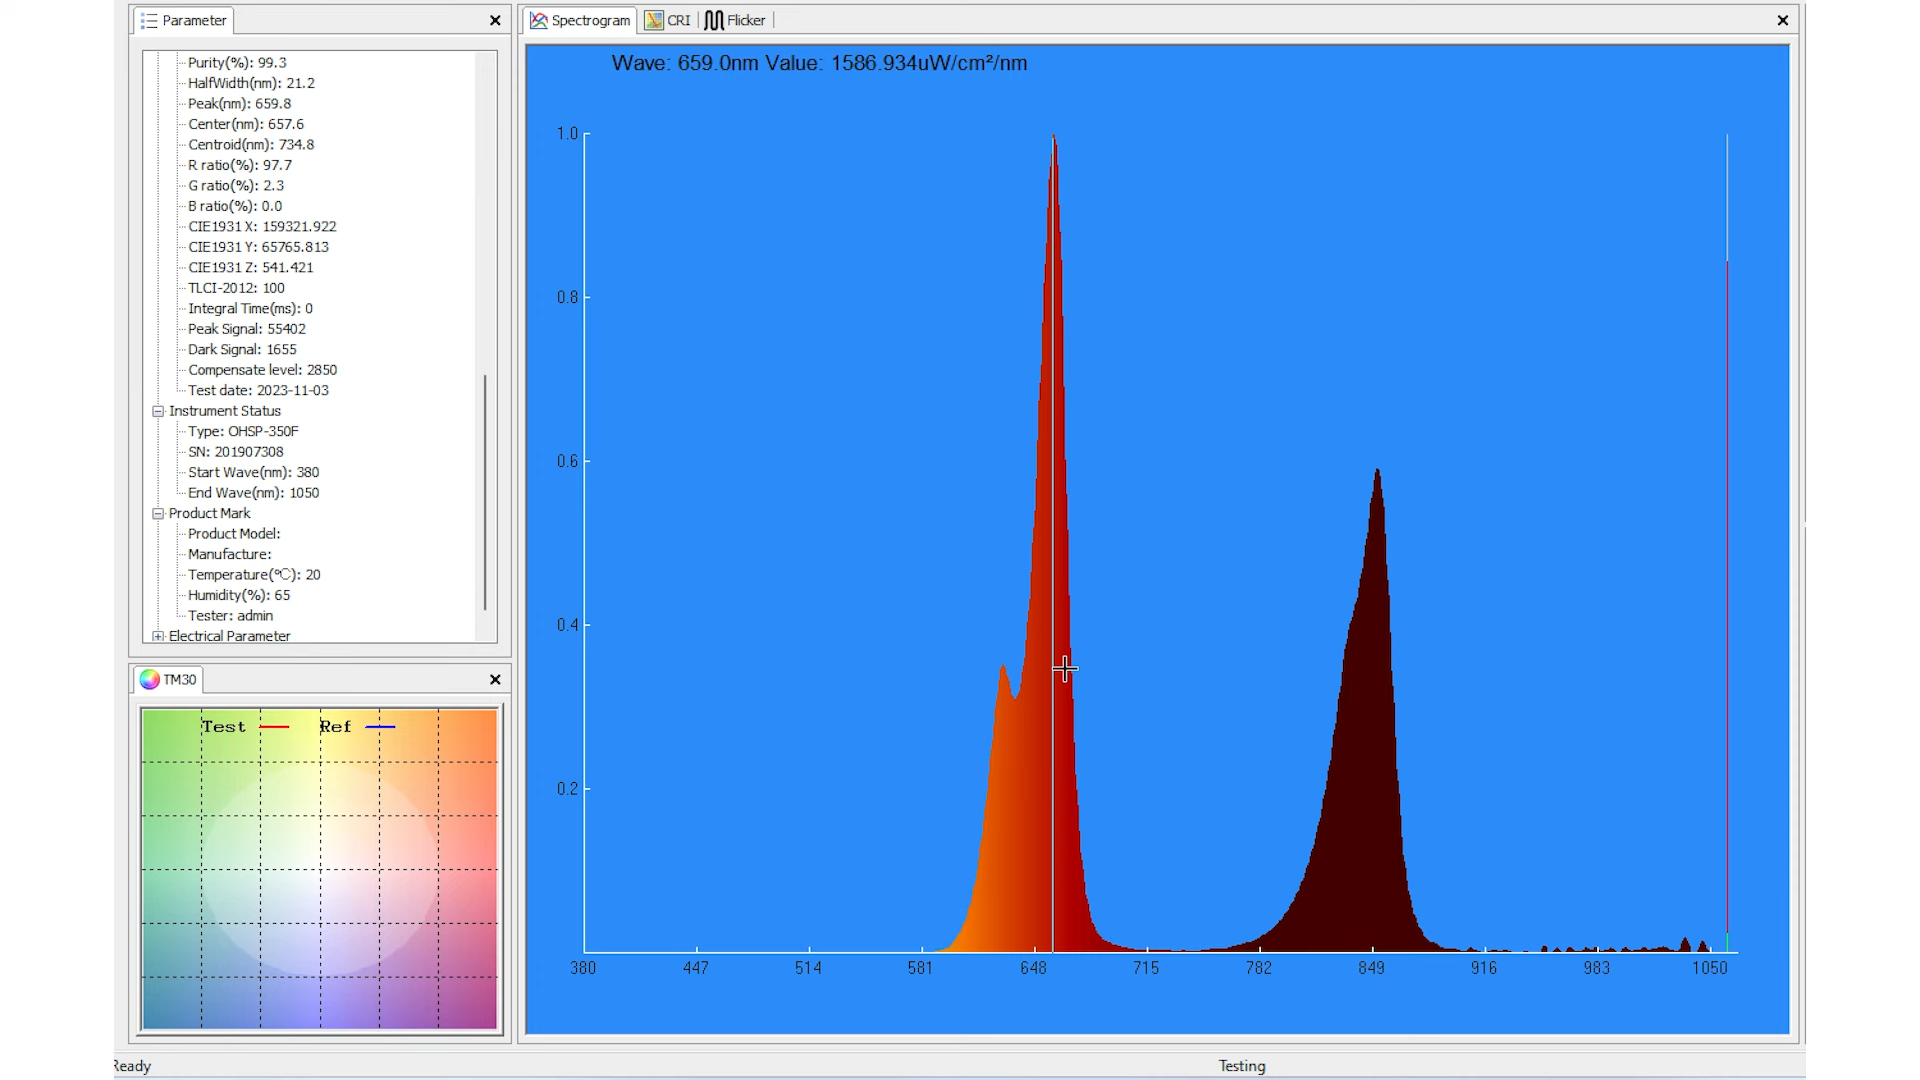 Parameter
Purity(%): 99.3
HalfWidth(nm): 21.2
Peak(nm): 659.8
Center(nm): 657.6
Centroid(nm): 734.8
R ratio(%): 97.7
G ratio(%): 2.3
B ratio(%): 0.0
CIE1931 X: 159321.922
CIE1931 Y: 65765.813
CIE1931 Z: 541.421
TLCI-2012: 100
Integral Time(ms): 0
Peak Signal: 55402
Dark Signal: 1655
Compensate level: 2850
Test date: 2023-11-03
Instrument Status
Type: OHSP-350F
SN: 201907308
Start Wave(nm): 380
End Wave(nm): 1050
Product Mark
Product Model:
Manufacture:
Temperature(℃): 20
Humidity(%): 65
Tester: admin
Electrical Parameter
TM30
Test Ref
Spectrogram CRI Flicker
Wave: 659.0nm Value: 1586.934uW/cm²/nm
1.0
0.8
0.6
0.4
0.2
380 447 514 581 648 715 782 849 916 983 1050
Ready Testing